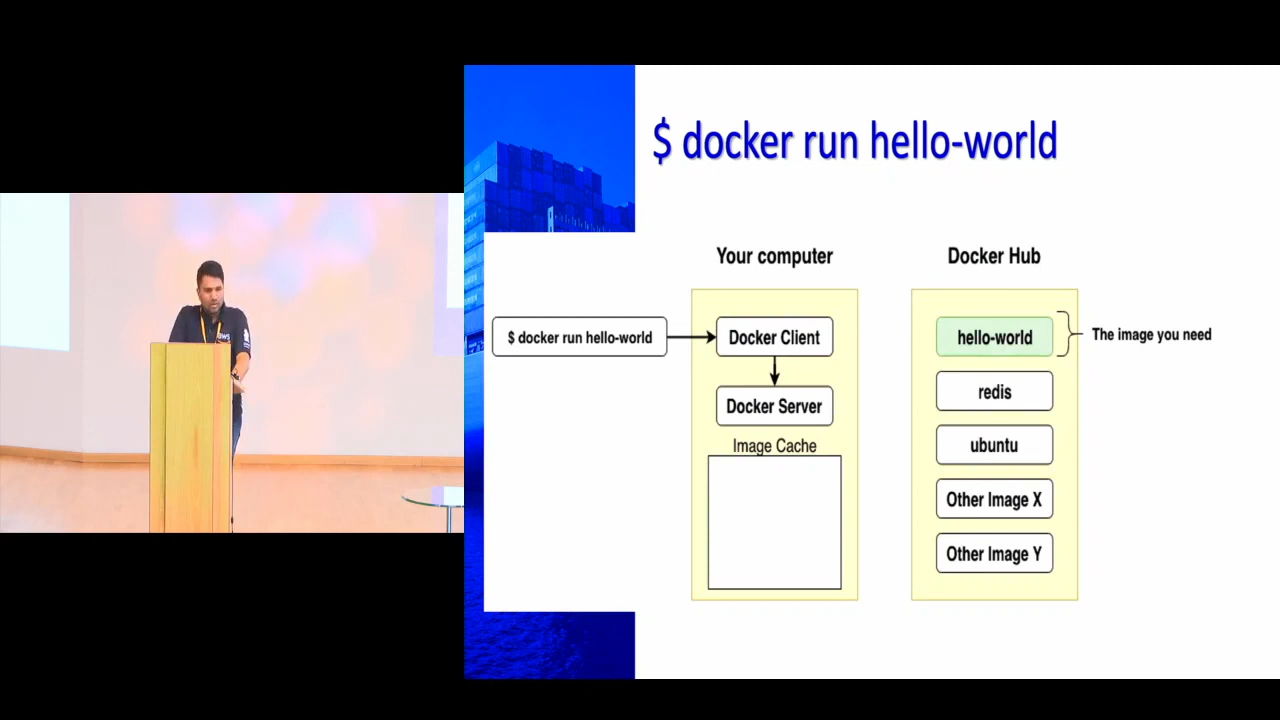 $ docker run hello-world
Your computer
Docker Hub
$ docker run hello-world
Docker Client
hello-world
The image you need
Docker Server
redis
Image Cache
ubuntu
Other Image X
Other Image Y